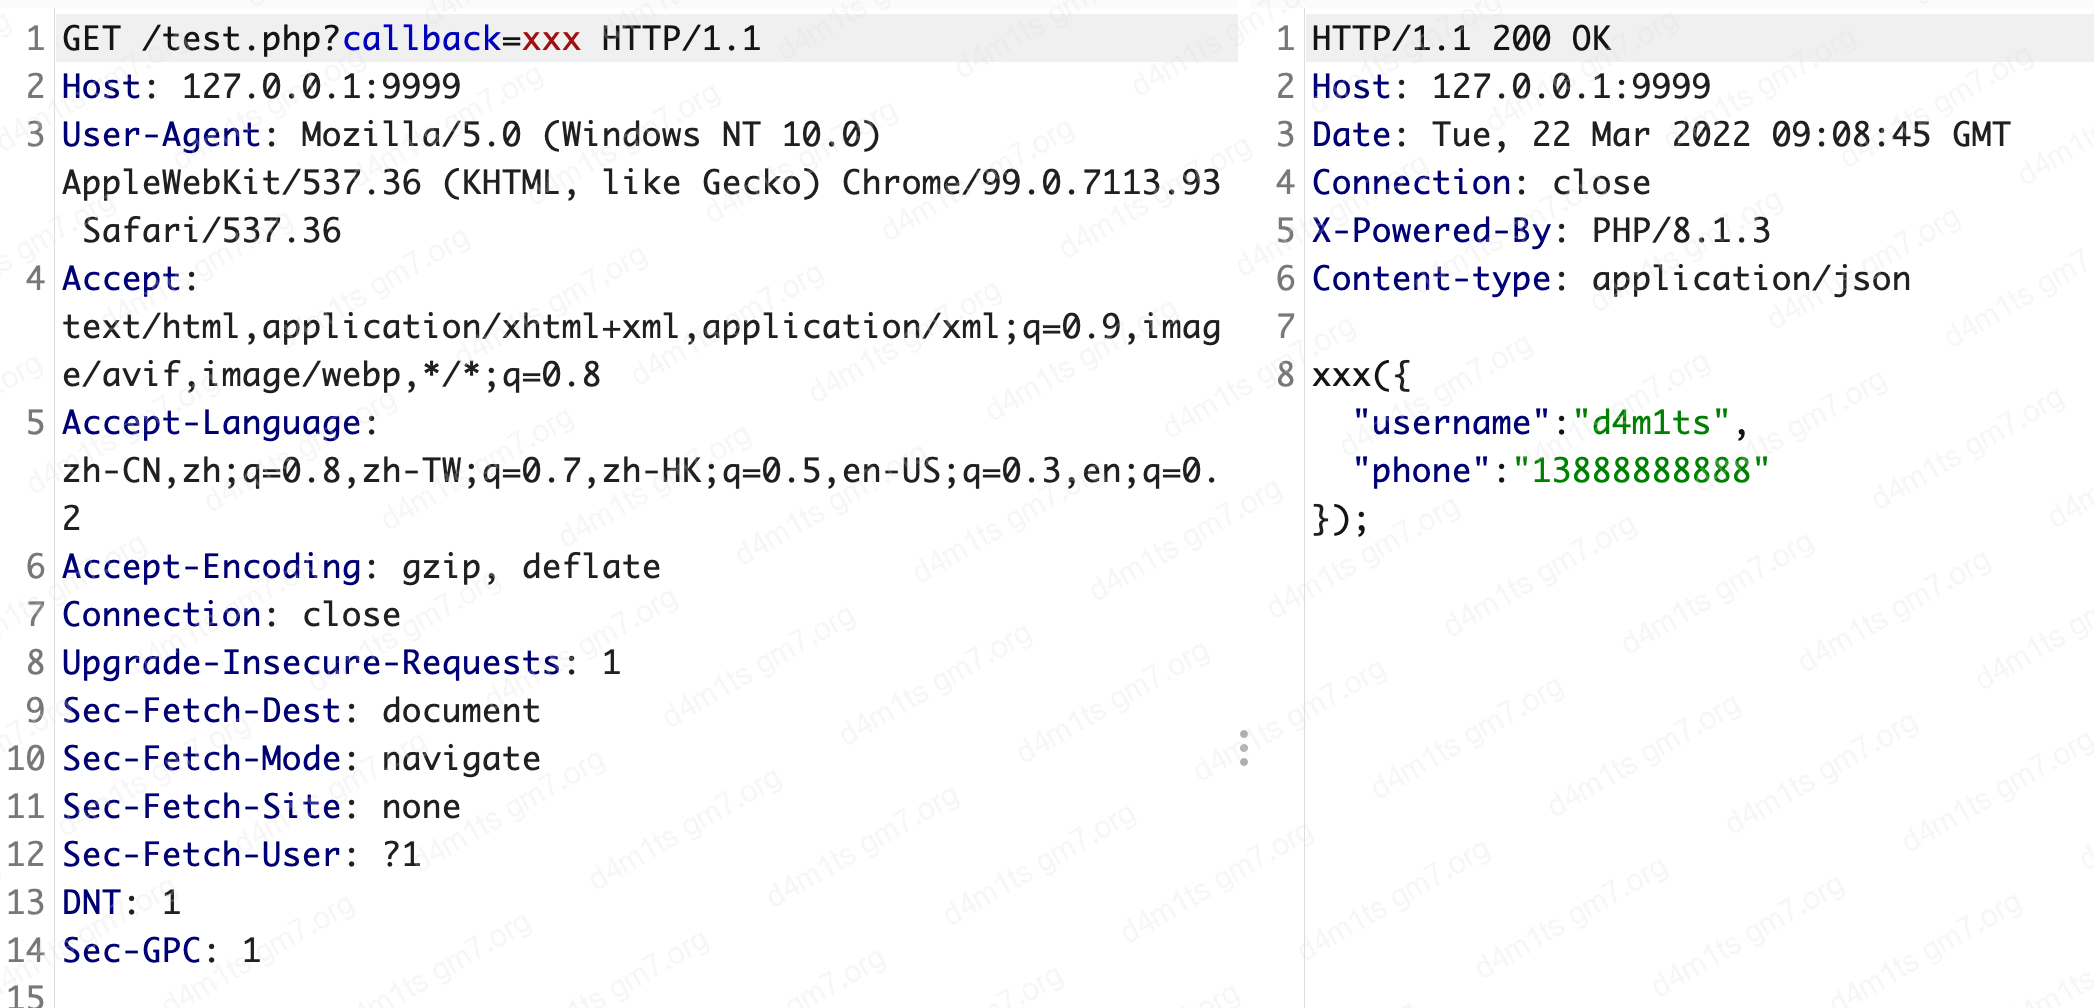 1 GET /test.php?callback=xxx HTTP/1.1
2 Host: 127.0.0.1:9999
3 User-Agent: Mozilla/5.0 (Windows NT 10.0)
AppleWebKit/537.36 (KHTML, like Gecko) Chrome/99.0.7113.93
Safari/537.36
4 Accept:
text/html,application/xhtml+xml,application/xml;q=0.9,imag
e/avif,image/webp,*/*;q=0.8
5 Accept-Language:
zh-CN,zh;q=0.8,zh-TW;q=0.7,zh-HK;q=0.5,en-US;q=0.3,en;q=0.
2
6 Accept-Encoding: gzip, deflate
7 Connection: close
8 Upgrade-Insecure-Requests: 1
9 Sec-Fetch-Dest: document
10 Sec-Fetch-Mode: navigate
11 Sec-Fetch-Site: none
12 Sec-Fetch-User: ?1
13 DNT: 1
14 Sec-GPC: 1
15
1 HTTP/1.1 200 OK
2 Host: 127.0.0.1:9999
3 Date: Tue, 22 Mar 2022 09:08:45 GMT
4 Connection: close
5 X-Powered-By: PHP/8.1.3
6 Content-type: application/json
7
8 xxx({
"username":"d4m1ts",
"phone":"13888888888"
});
d4m1ts gm7.org